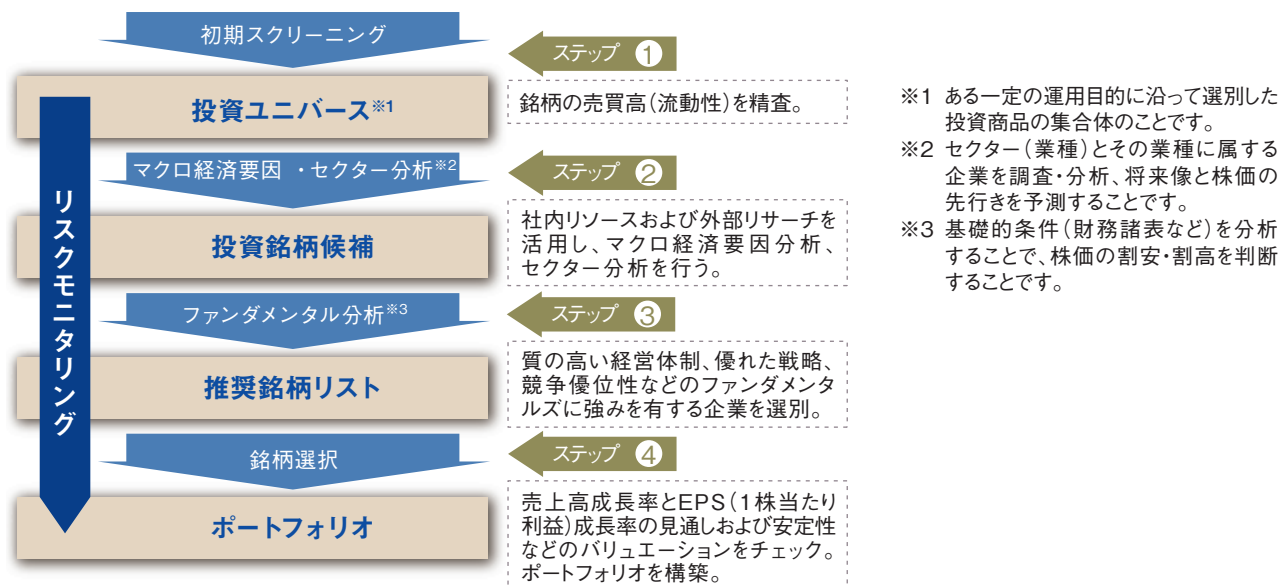 初期スクリーニング
ステップ 1
投資ユニバース※1
銘柄の売買高(流動性)を精査。
マクロ経済要因 ・セクター分析※2
ステップ 2
投資銘柄候補
社内リソースおよび外部リサーチを
活用し、マクロ経済要因分析、
セクター分析を行う。
ファンダメンタル分析※3
ステップ 3
推奨銘柄リスト
質の高い経営体制、優れた戦略、
競争優位性などのファンダメンタ
ルズに強みを有する企業を選別。
銘柄選択
ステップ 4
ポートフォリオ
売上高成長率とEPS(1株当たり
利益)成長率の見通しおよび安定性
などのバリュエーションをチェック。
ポートフォリオを構築。
リスクモニタリング
※1 ある一定の運用目的に沿って選別した
投資商品の集合体のことです。
※2 セクター(業種)とその業種に属する
企業を調査・分析、将来像と株価の
先行きを予測することです。
※3 基礎的条件(財務諸表など)を分析
することで、株価の割安・割高を判断
することです。